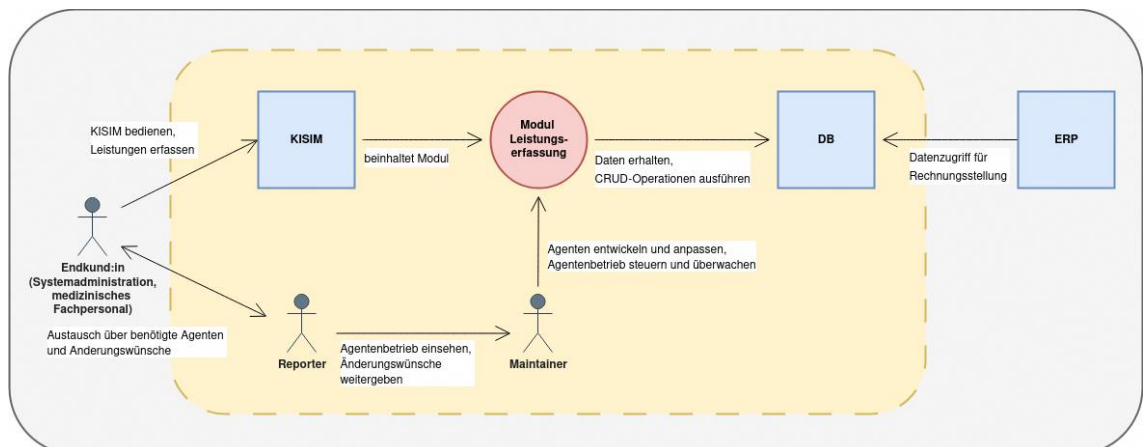 KISIM bedienen,
Leistungen erfassen
KISIM
beinhaltet Modul
Modul
Leistungs-
erfassung
Daten erhalten,
CRUD-Operationen ausführen
DB
Datenzugriff für
Rechnungsstellung
ERP
Endkund:in
(Systemadministration,
medizinisches
Fachpersonal)
Austausch über benötigte Agenten
und Anderungswünsche
Reporter
Agentenbetrieb einsehen,
Änderungswünsche
weitergeben
Maintainer
Agenten entwickeln und anpassen,
Agentenbetrieb steuern und überwachen